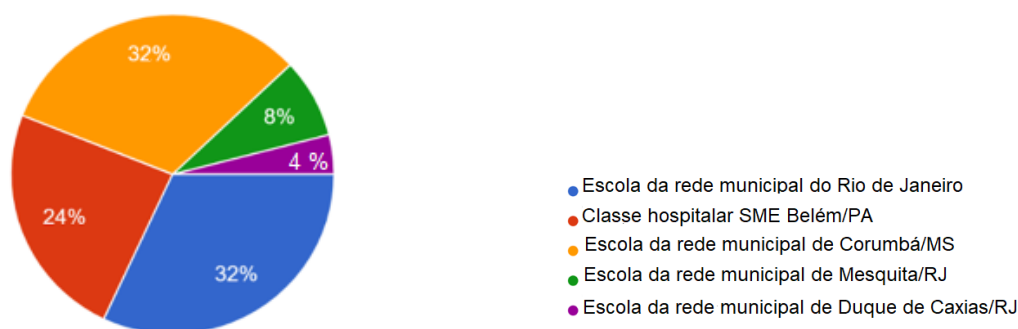 32%
8%
4 %
24%
32%
Escola da rede municipal do Rio de Janeiro
Classe hospitalar SME Belém/PA
Escola da rede municipal de Corumbá/MS
Escola da rede municipal de Mesquita/RJ
Escola da rede municipal de Duque de Caxias/RJ